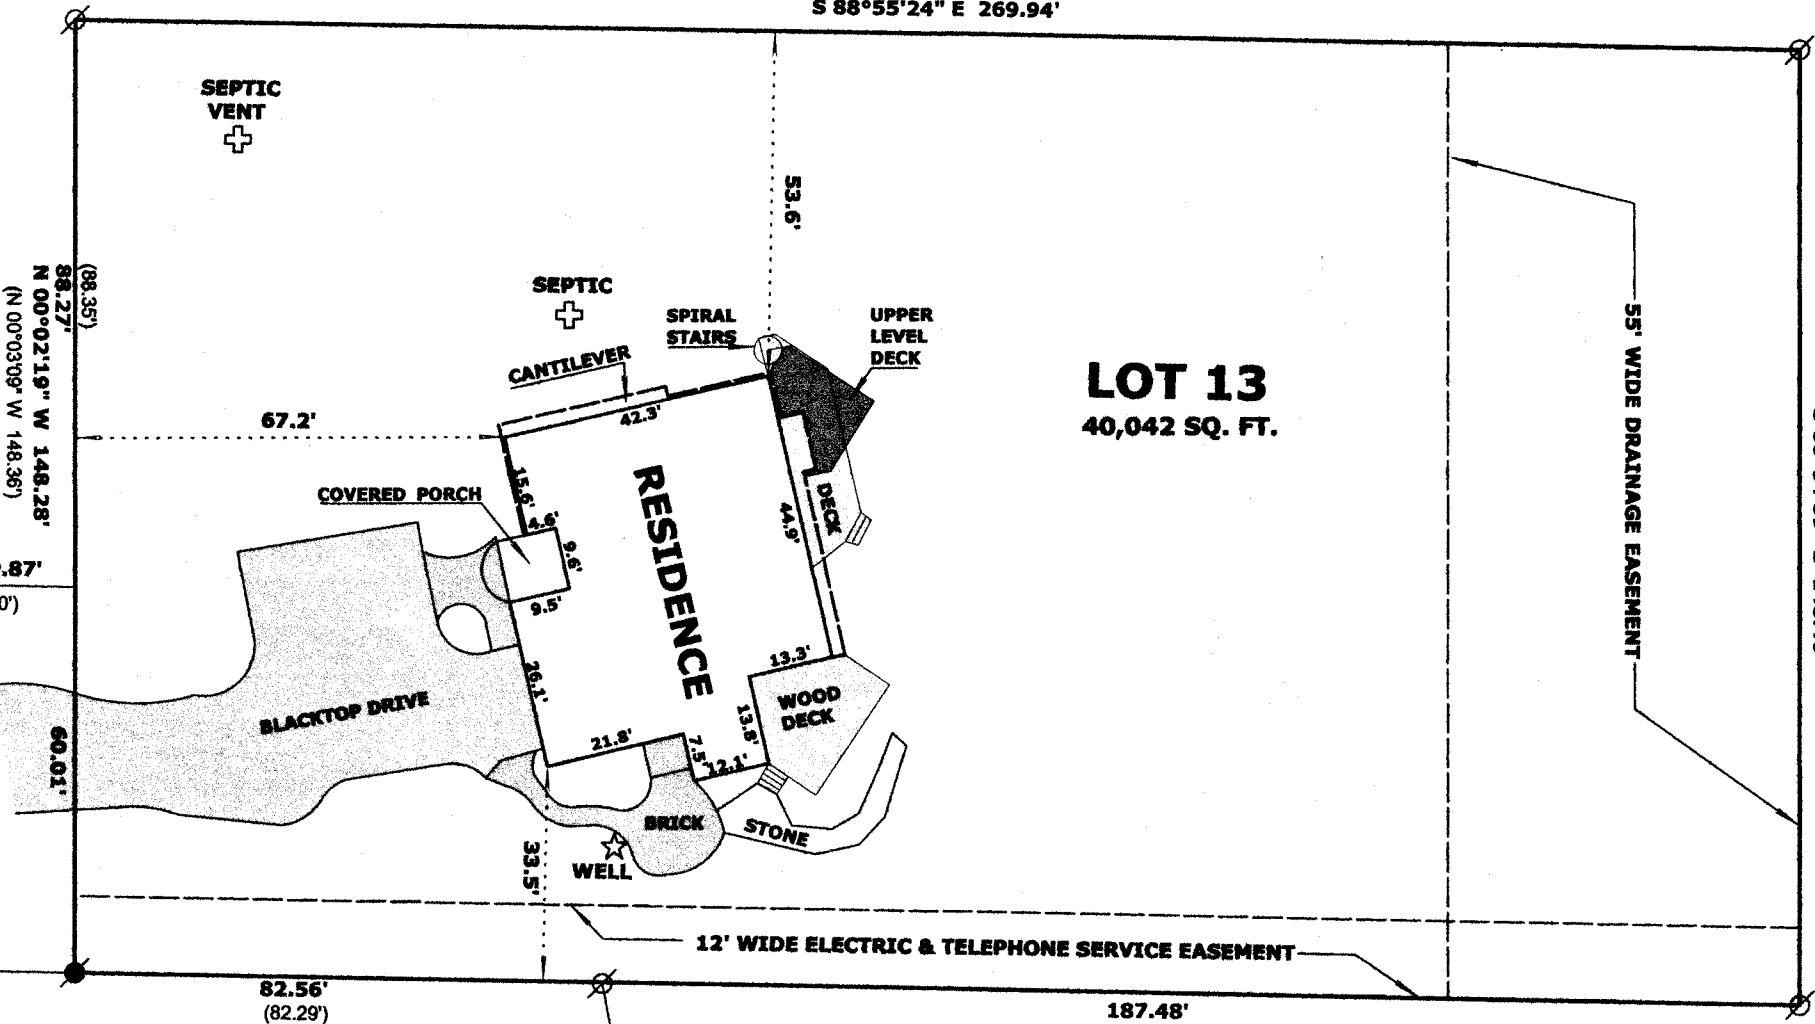 S 88°55'24" E 269.94'
SEPTIC
VENT
53.6'
(88.35')
88.27'
N 00°02'19" W 148.28'
(N 00°03'09" W 148.36')
SEPTIC
SPIRAL
STAIRS
UPPER
LEVEL
DECK
CANTILEVER
42.3'
LOT 13
40,042 SQ. FT.
55' WIDE DRAINAGE EASEMENT
67.2'
COVERED PORCH
15.6'
4.6'
9.6'
9.5'
RESIDENCE
44.9'
DECK
.87'
0')
26.1'
13.3'
WOOD
DECK
13.8'
BLACKTOP DRIVE
21.8'
7.5'
12.1'
60.01'
BRICK
STONE
WELL
33.5'
12' WIDE ELECTRIC & TELEPHONE SERVICE EASEMENT
82.56'
(82.29')
187.48'